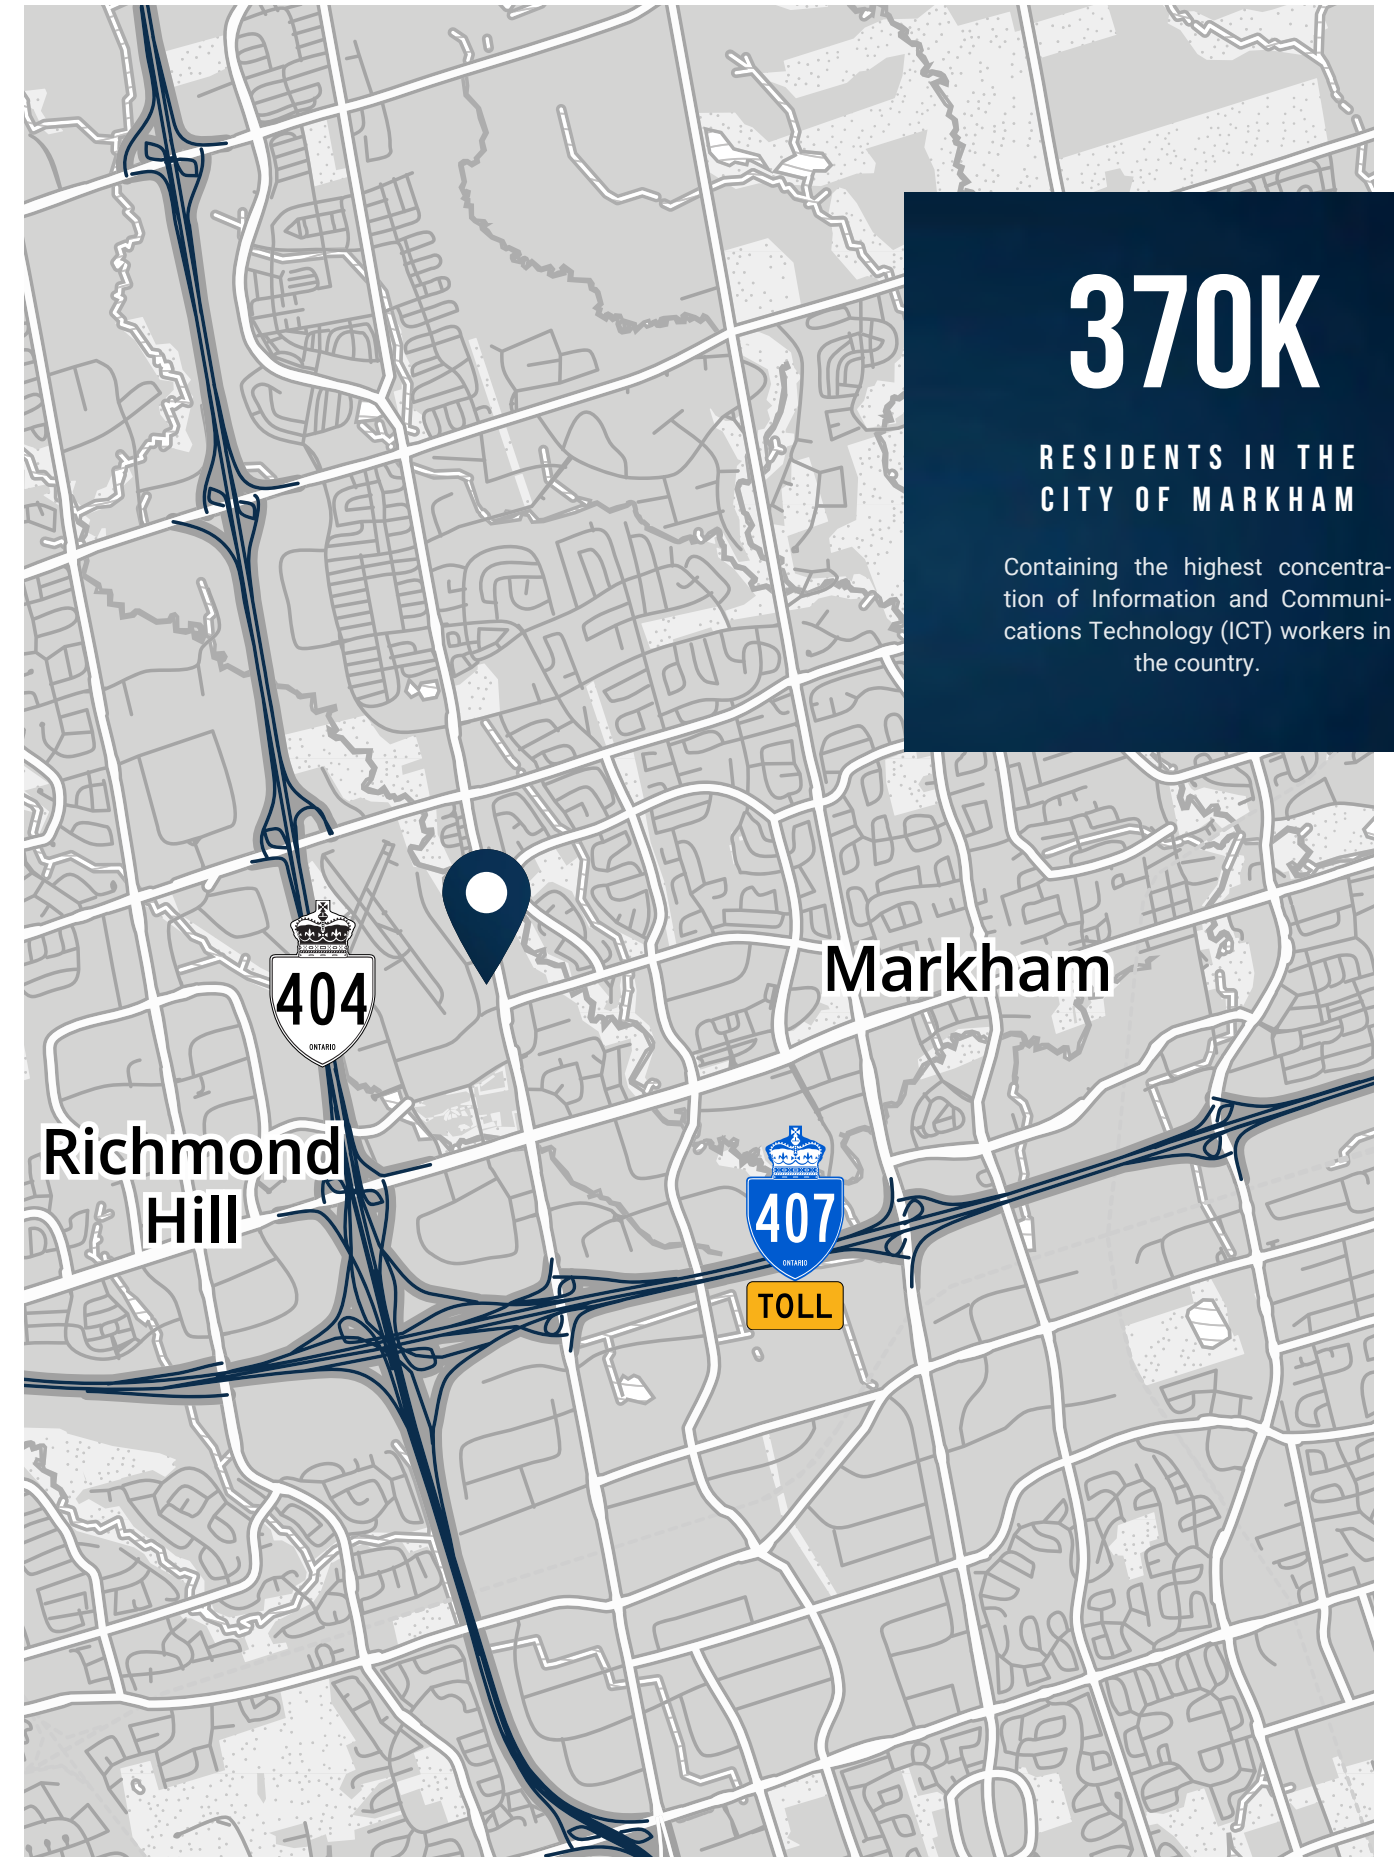 370K
RESIDENTS IN THE
CITY OF MARKHAM
Containing the highest concentra-
tion of Information and Communi-
cations Technology (ICT) workers in
the country.
Markham
404
ONTARIO
Richmond
Hill
407
ONTARIO
TOLL